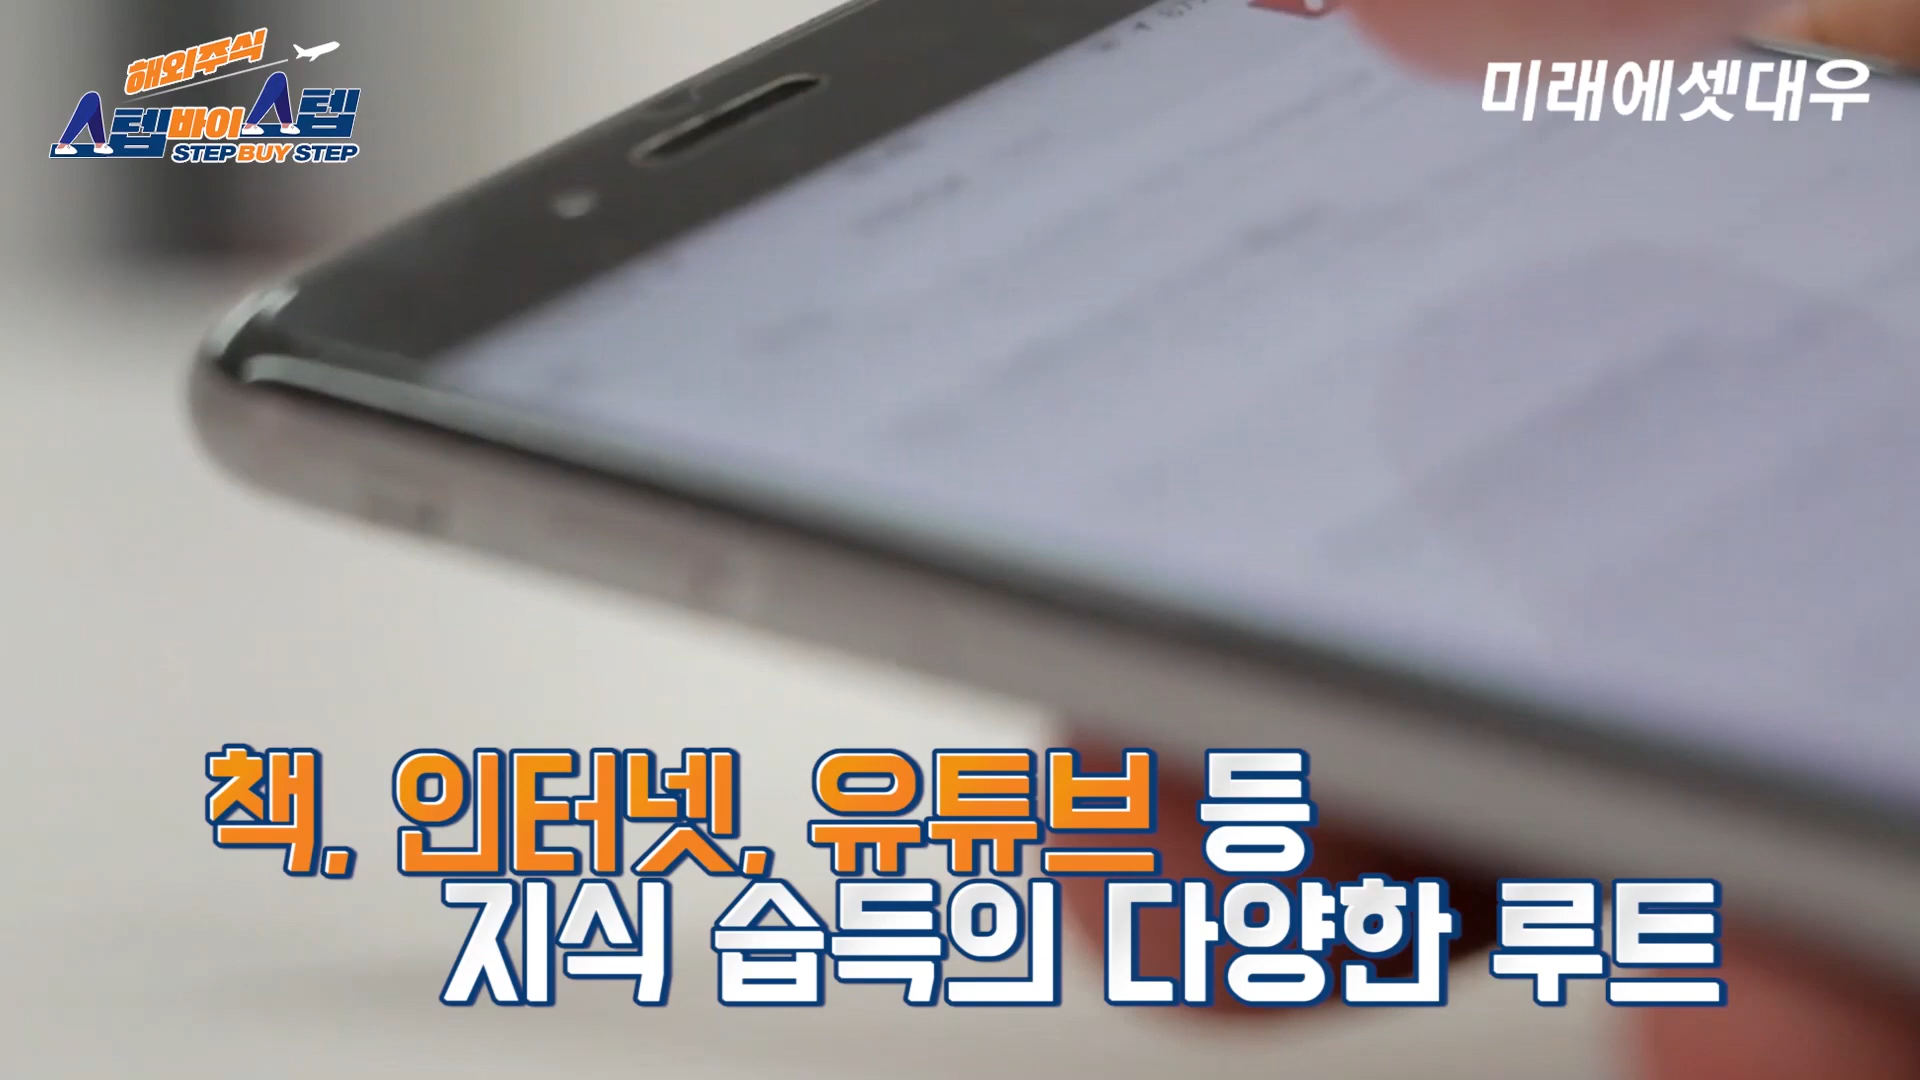 해외주식
스텝바이스텝
STEP BUY STEP
미래에셋대우
책, 인터넷, 유튜브 등
지식 습득의 다양한 루트